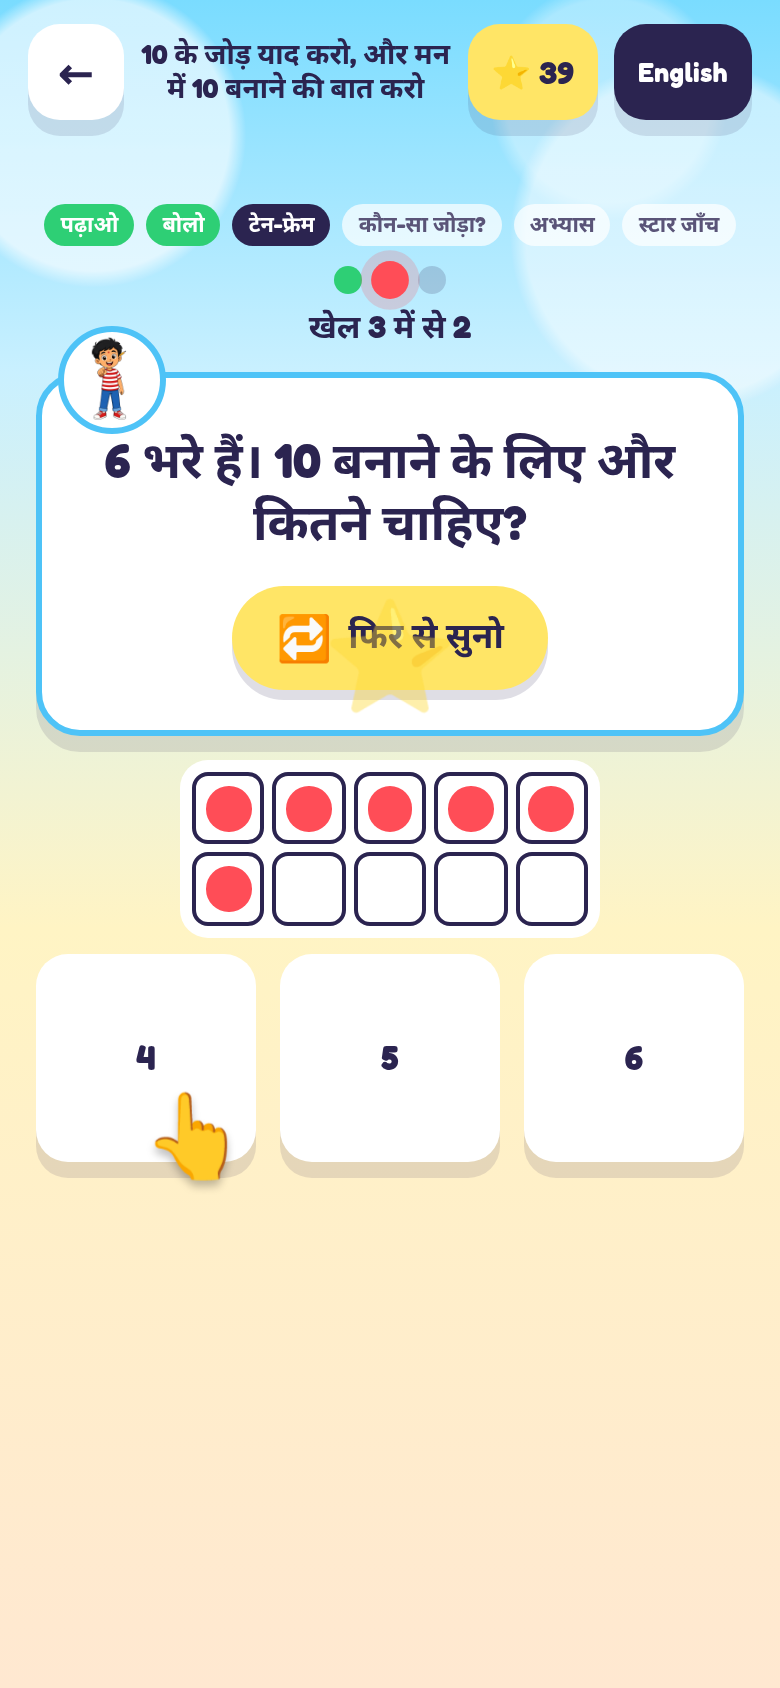 ←
10 के जोड़ याद करो, और मन
में 10 बनाने की बात करो
39
English
पढ़ाओ
बोलो
टेन-फ्रेम
कौन-सा जोड़ा?
अभ्यास
स्टार जाँच
खेल 3 में से 2
6 भरे हैं। 10 बनाने के लिए और
कितने चाहिए?
फिर से सुनो
4
5
6